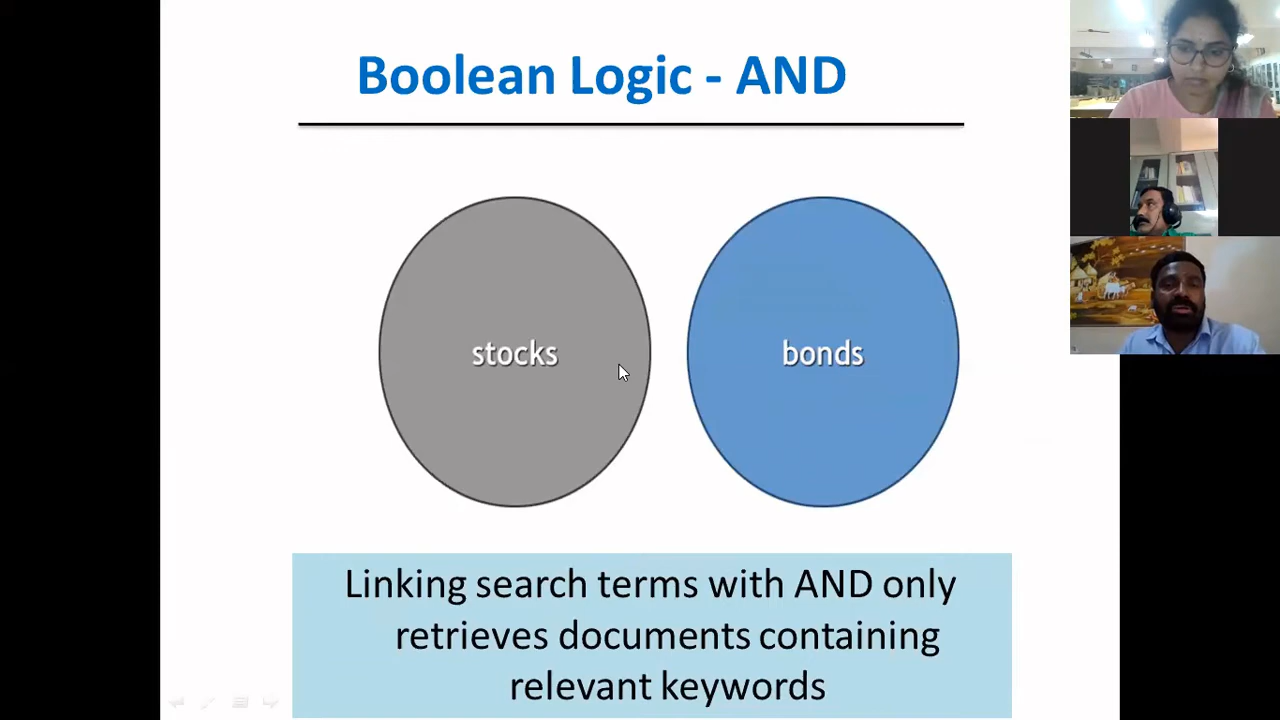 Boolean Logic - AND
stocks
bonds
Linking search terms with AND only
retrieves documents containing
relevant keywords